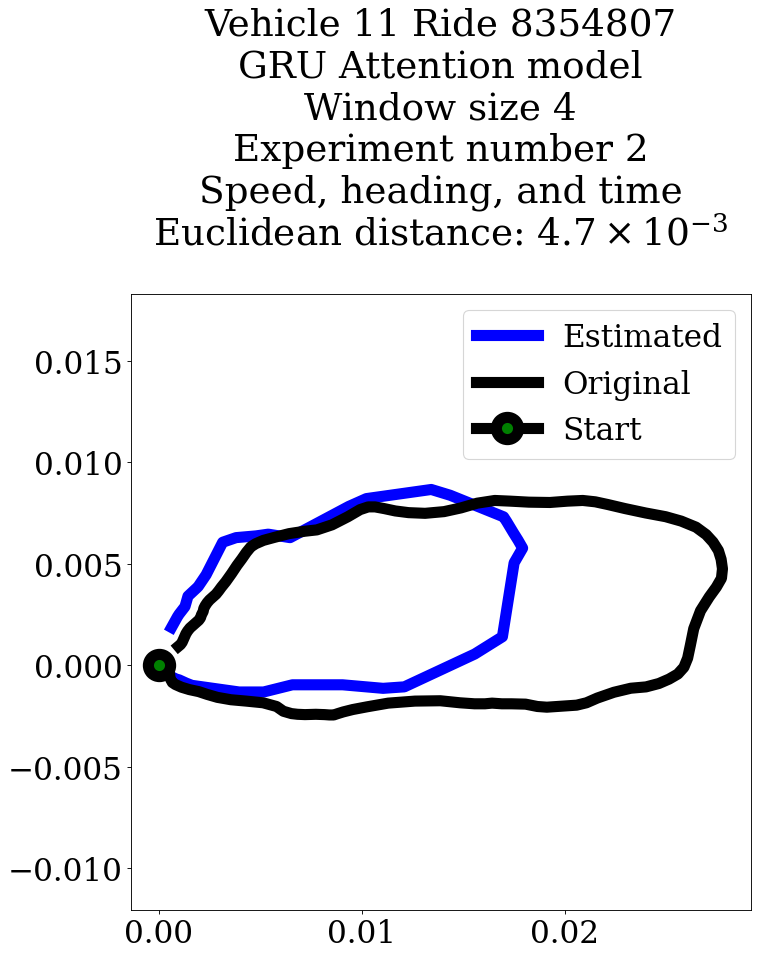 Vehicle 11 Ride 8354807
GRU Attention model
Window size 4
Experiment number 2
Speed, heading, and time
Euclidean distance: 4.7 × 10⁻³
Estimated
Original
Start
0.015
0.010
0.005
0.000
−0.005
−0.010
0.00 0.01 0.02